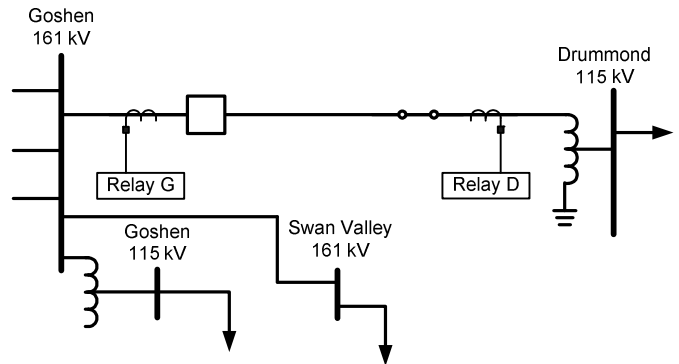 Goshen
161 kV
Drummond
115 kV
Relay G
Relay D
Goshen
115 kV
Swan Valley
161 kV